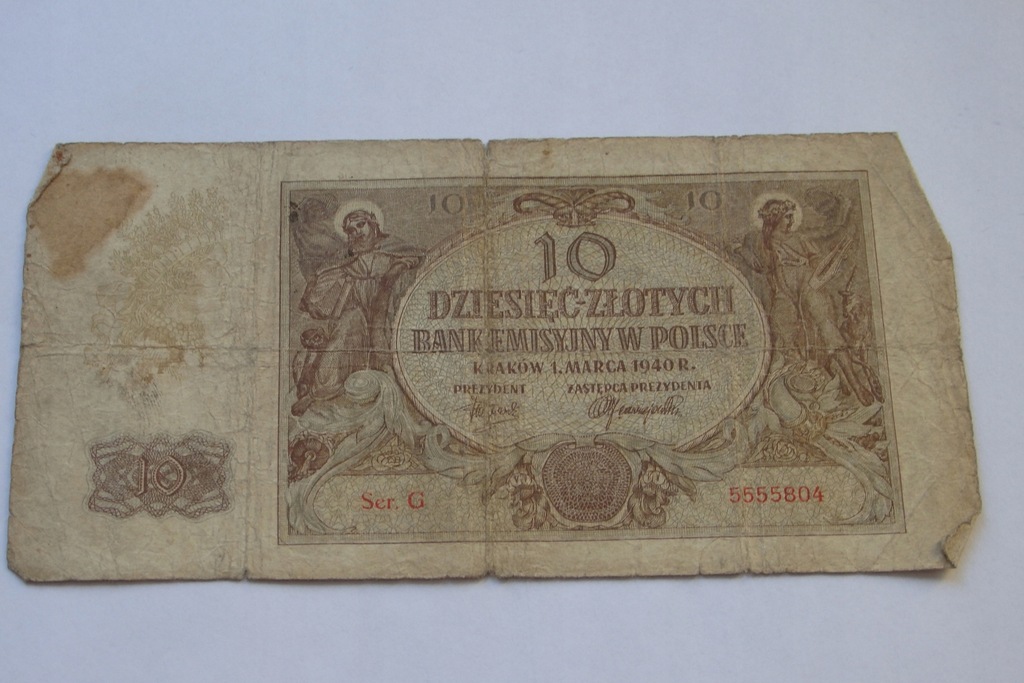 10 10
10
DZIESIĘĆ-ZŁOTYCH
BANK EMISYJNY W POLSCE
KRAKÓW 1. MARCA 1940 R.
PREZYDENT ZASTĘPCA PREZYDENTA
10
Ser. G 5555804